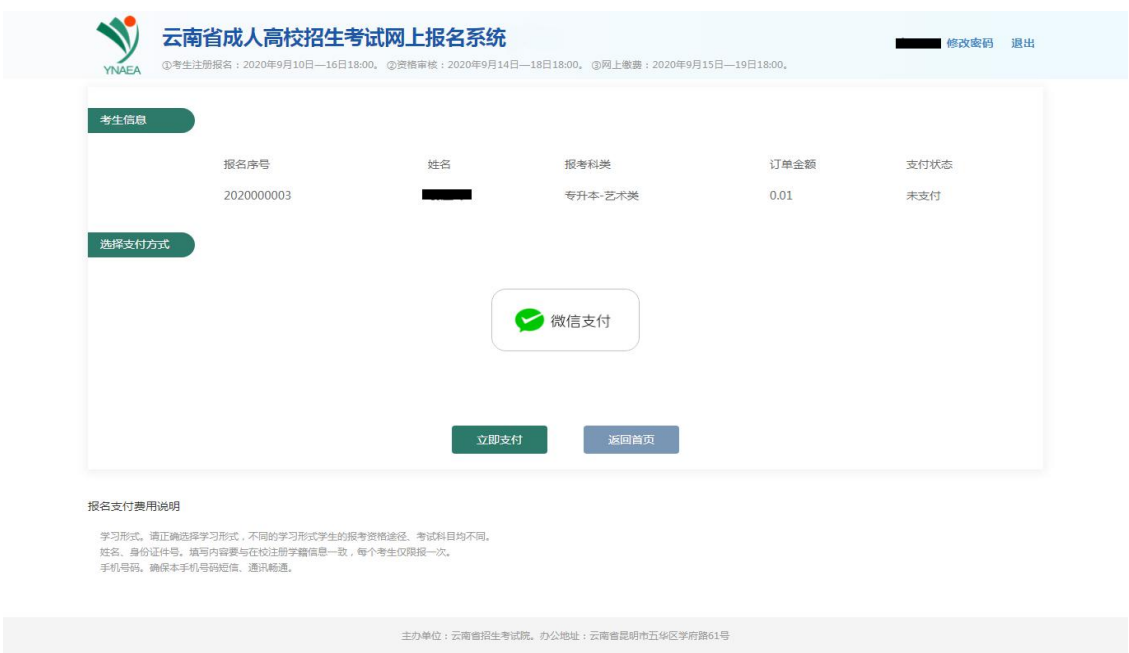 云南省成人高校招生考试网上报名系统
修改密码 退出
YNAEA
①考生注册报名：2020年9月10日—16日18:00。 ②资格审核：2020年9月14日—18日18:00。 ③网上缴费：2020年9月15日—19日18:00。
考生信息
报名序号 姓名 报考科类 订单金额 支付状态
2020000003 专升本-艺术类 0.01 未支付
选择支付方式
微信支付
立即支付 返回首页
报名支付费用说明
学习形式。请正确选择学习形式，不同的学习形式学生的报考资格途径、考试科目均不同。
姓名、身份证件号。填写内容要与在校注册学籍信息一致，每个考生仅限报一次。
手机号码。确保本手机号码短信、通讯畅通。
主办单位：云南省招生考试院。办公地址：云南省昆明市五华区学府路61号